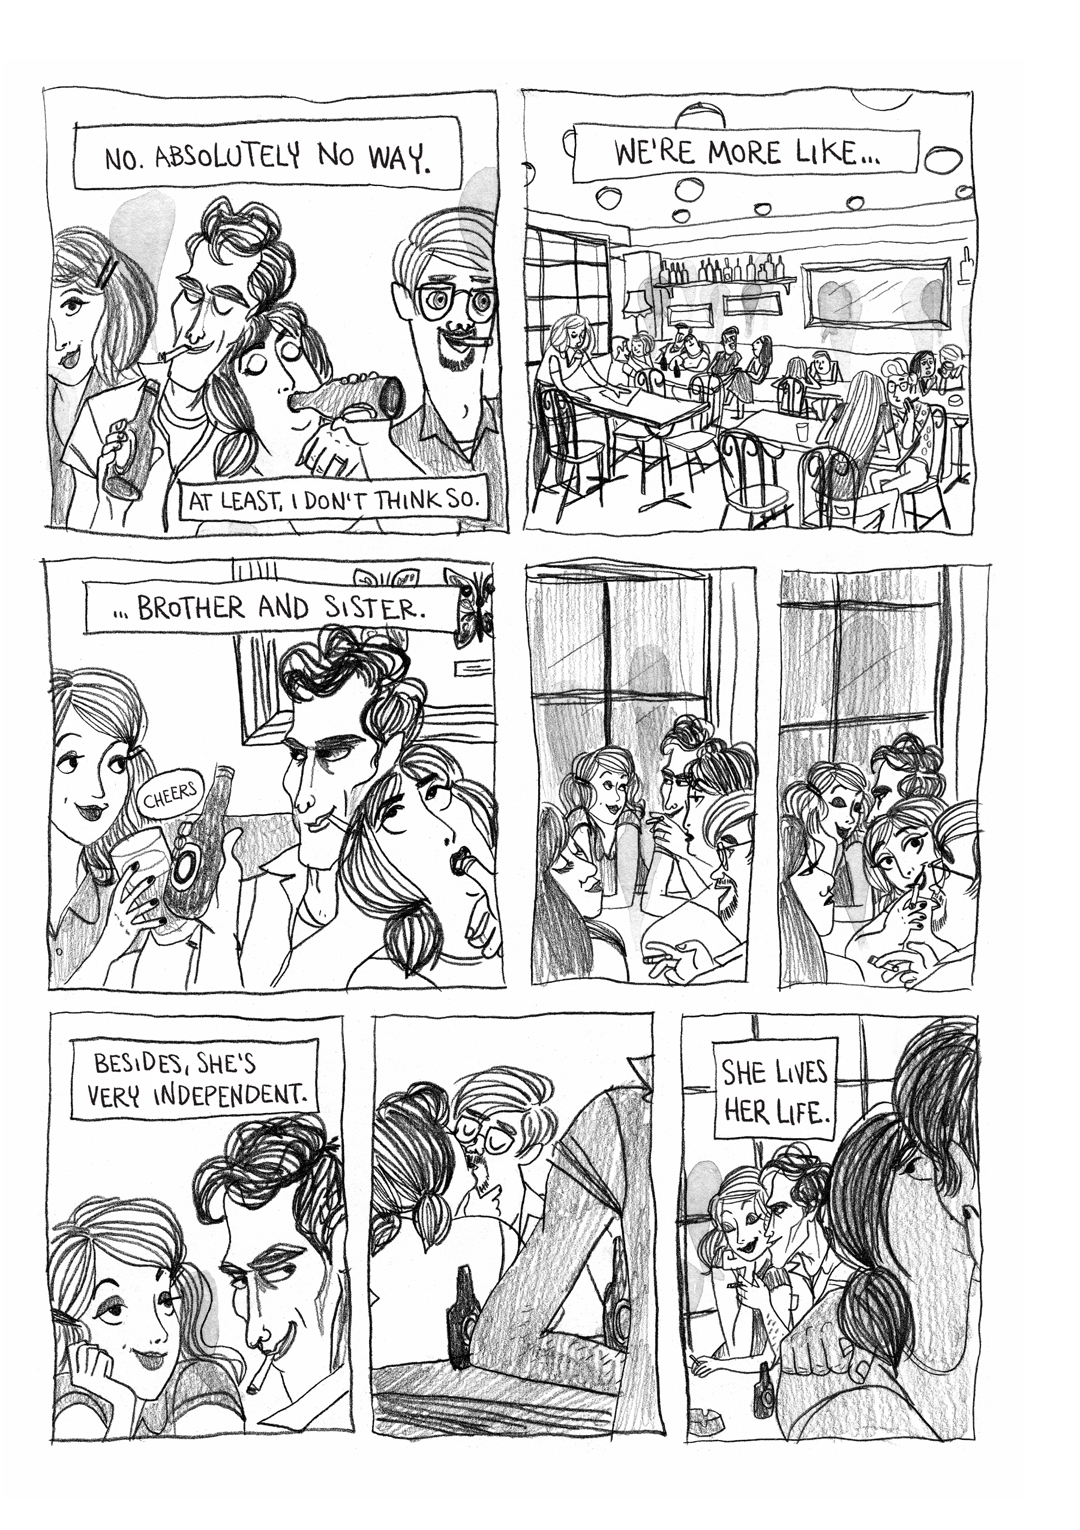 NO. ABSOLUTELY NO WAY.
AT LEAST, I DON'T THINK SO.
WE'RE MORE LIKE...
... BROTHER AND SISTER.
CHEERS
BESIDES, SHE'S
VERY INDEPENDENT.
SHE LIVES
HER LIFE.